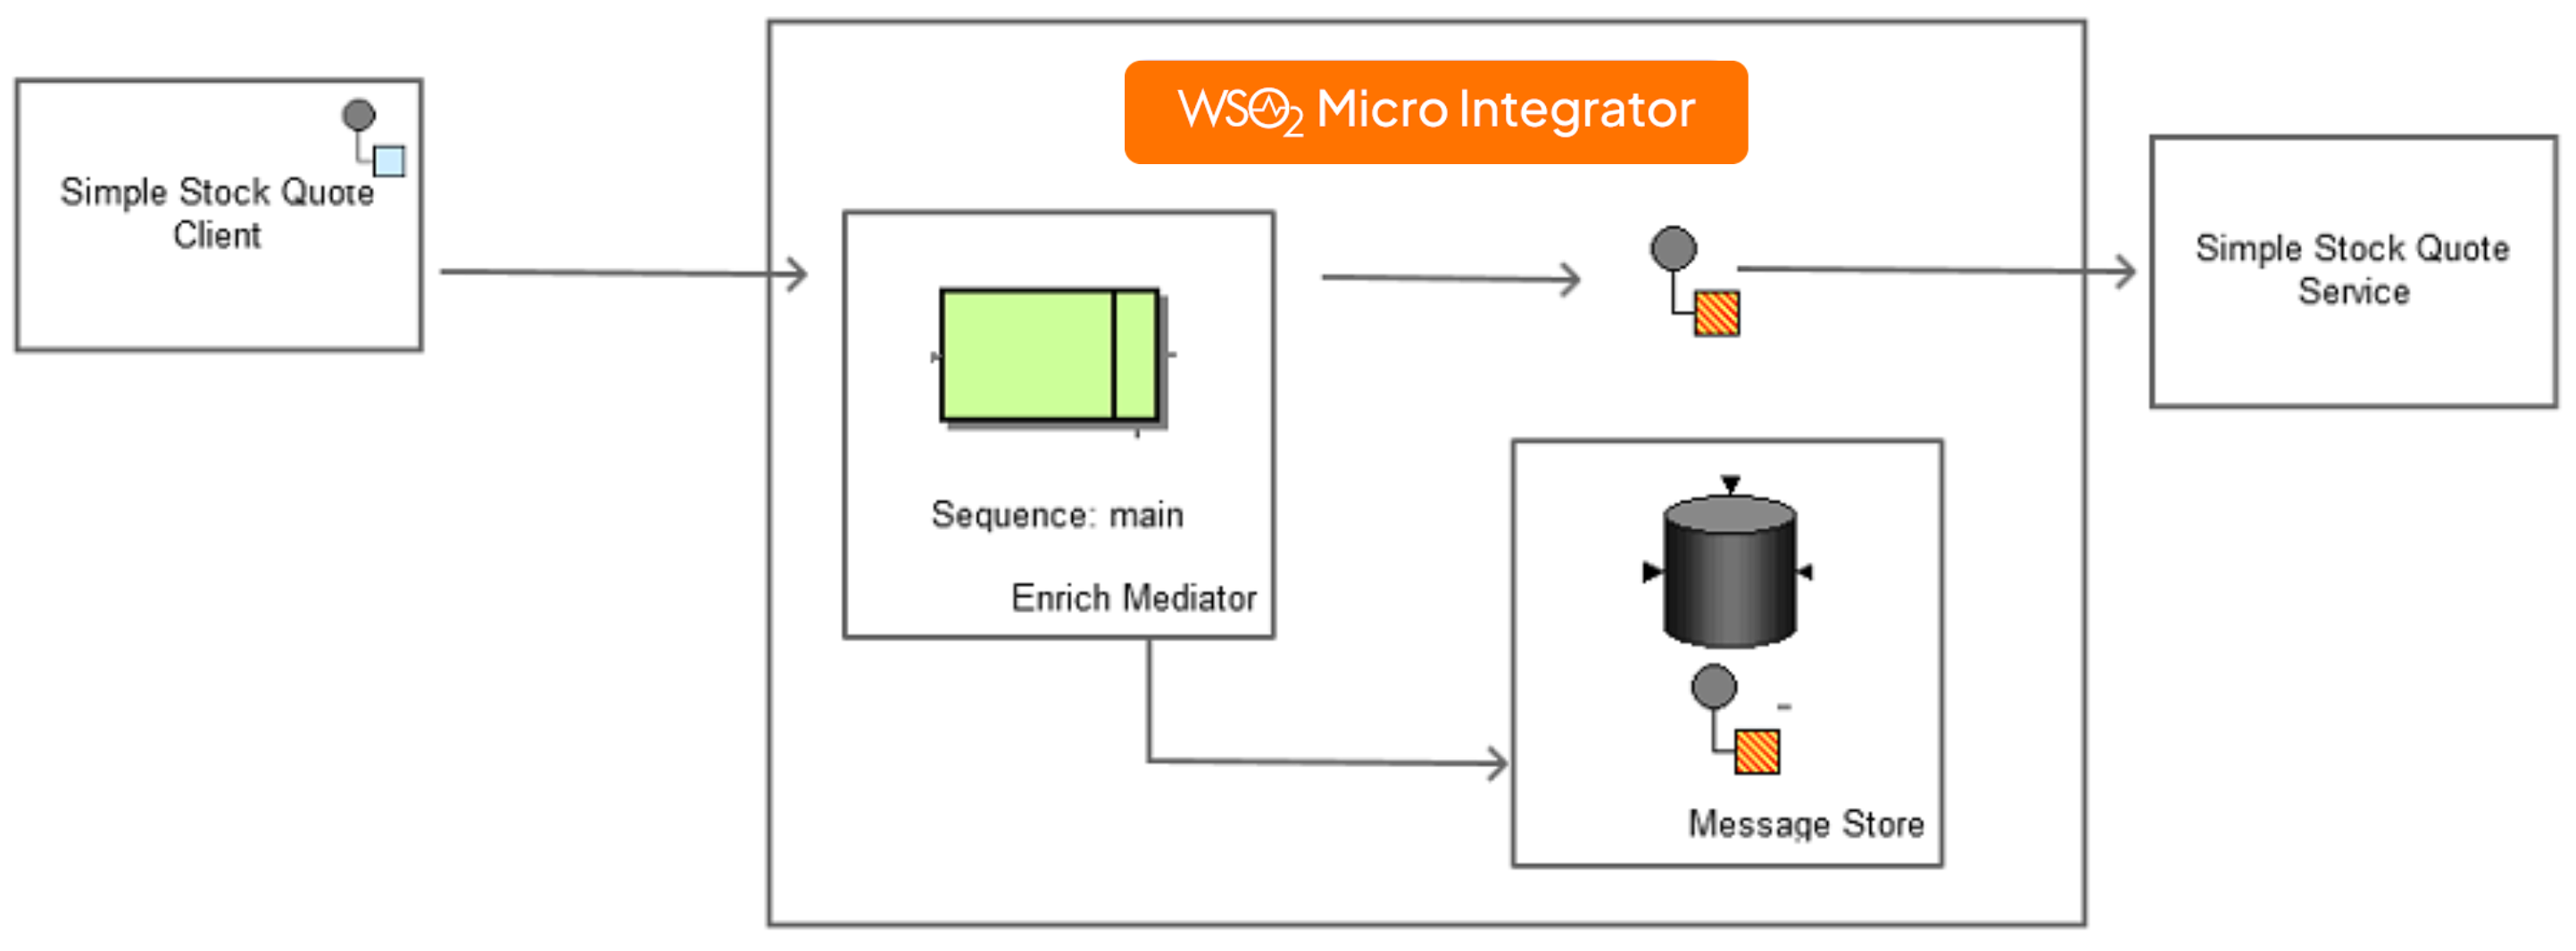 WSO2 Micro Integrator
Simple Stock Quote
Client
Simple Stock Quote
Service
Sequence: main
Enrich Mediator
Message Store